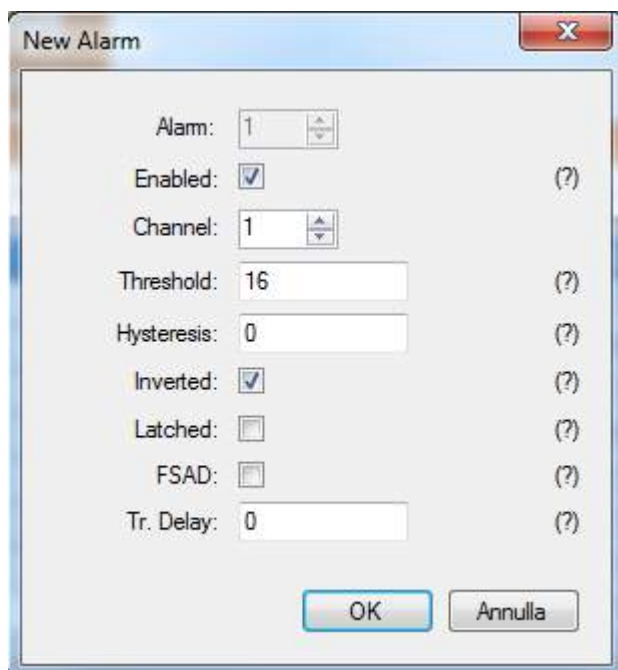 New Alarm
Alarm: 1
Enabled: (?)
Channel: 1
Threshold: 16 (?)
Hysteresis: 0 (?)
Inverted: (?)
Latched: (?)
FSAD: (?)
Tr. Delay: 0 (?)
OK Annulla